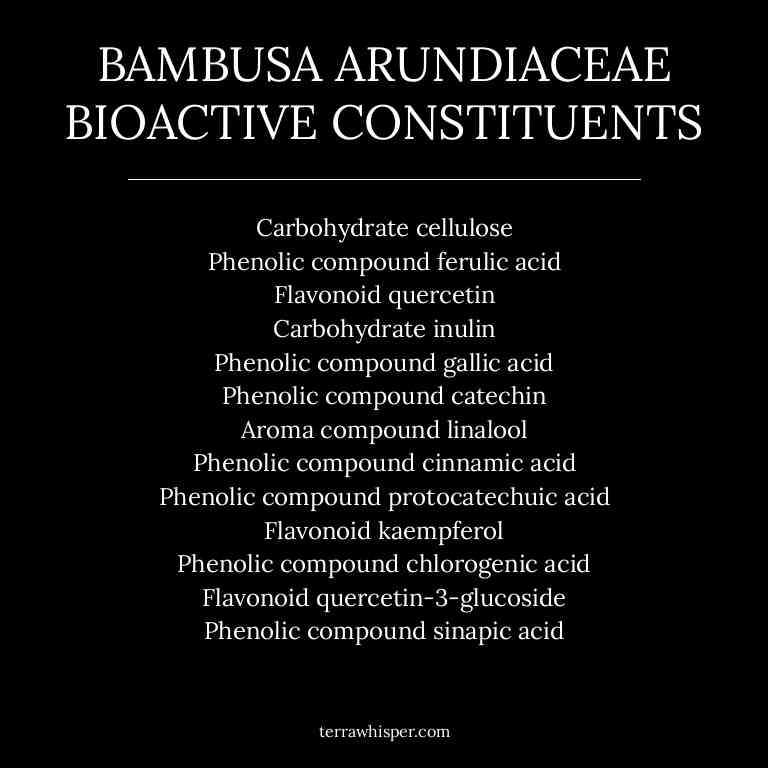 BAMBUSA ARUNDIACEAE
BIOACTIVE CONSTITUENTS
Carbohydrate cellulose
Phenolic compound ferulic acid
Flavonoid quercetin
Carbohydrate inulin
Phenolic compound gallic acid
Phenolic compound catechin
Aroma compound linalool
Phenolic compound cinnamic acid
Phenolic compound protocatechuic acid
Flavonoid kaempferol
Phenolic compound chlorogenic acid
Flavonoid quercetin-3-glucoside
Phenolic compound sinapic acid
terrawhisper.com